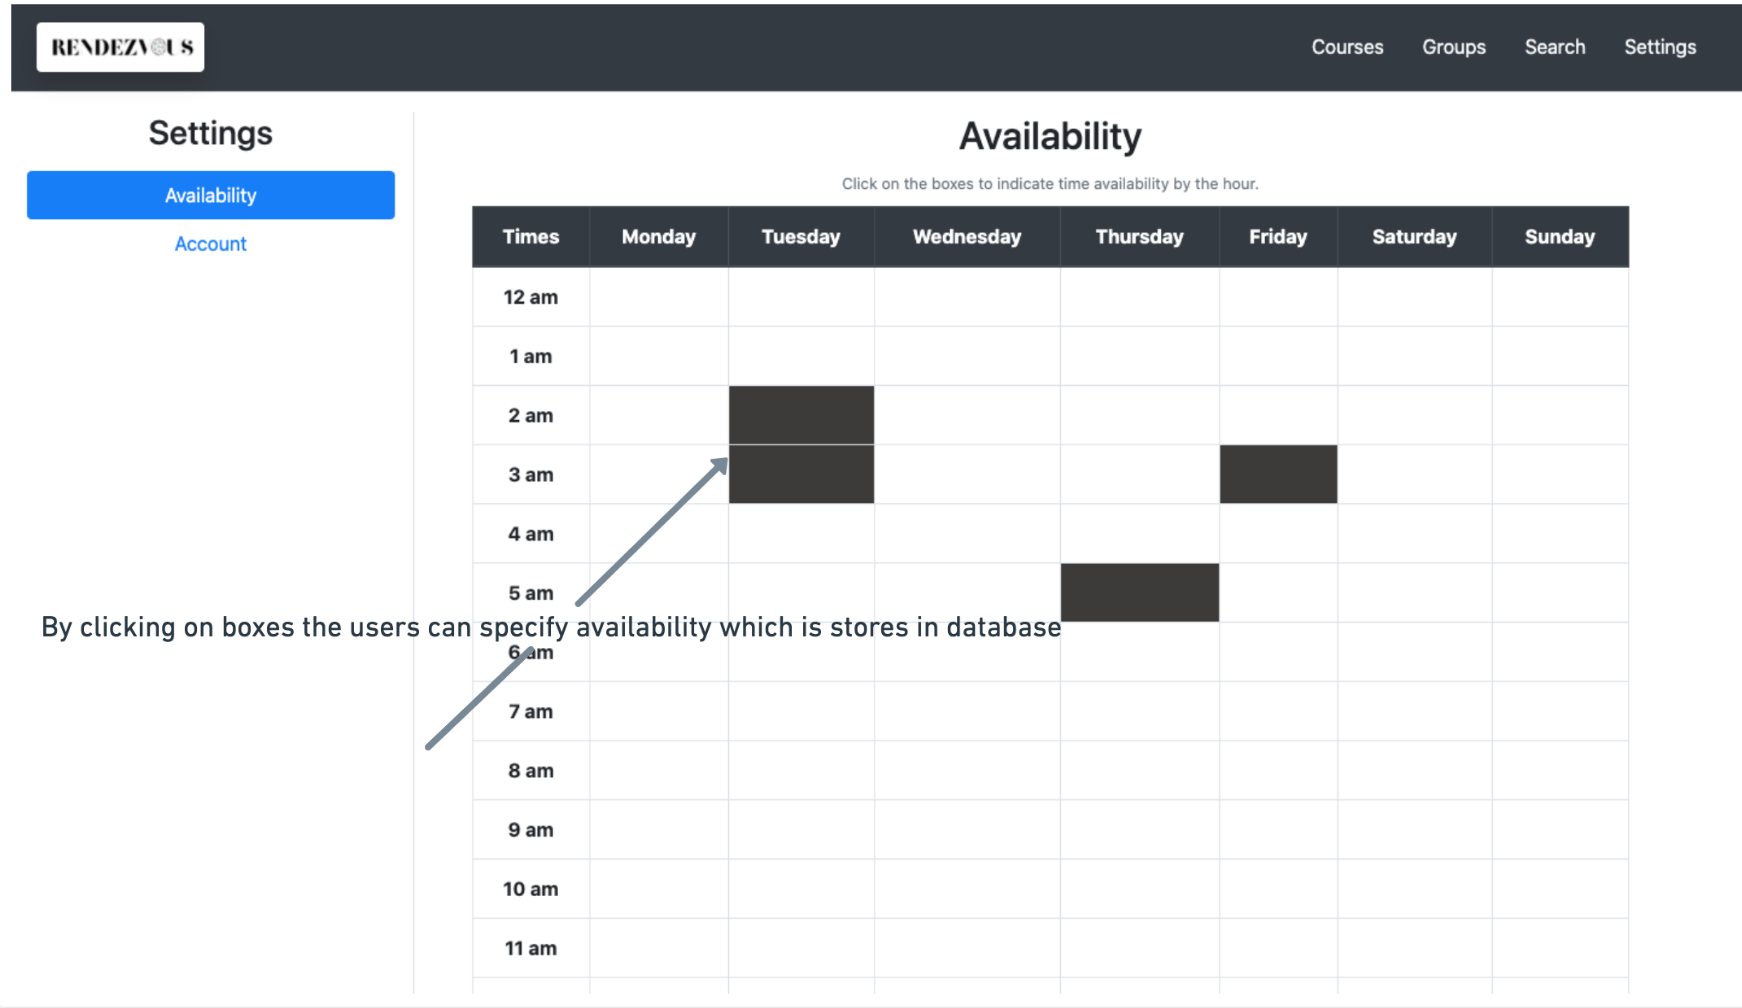 RENDEZVOUS
Courses Groups Search Settings
Settings
Availability
Account
Availability
Click on the boxes to indicate time availability by the hour.
Times Monday Tuesday Wednesday Thursday Friday Saturday Sunday
12 am
1 am
2 am
3 am
4 am
5 am
By clicking on boxes the users can specify availability which is stores in database
6 am
7 am
8 am
9 am
10 am
11 am